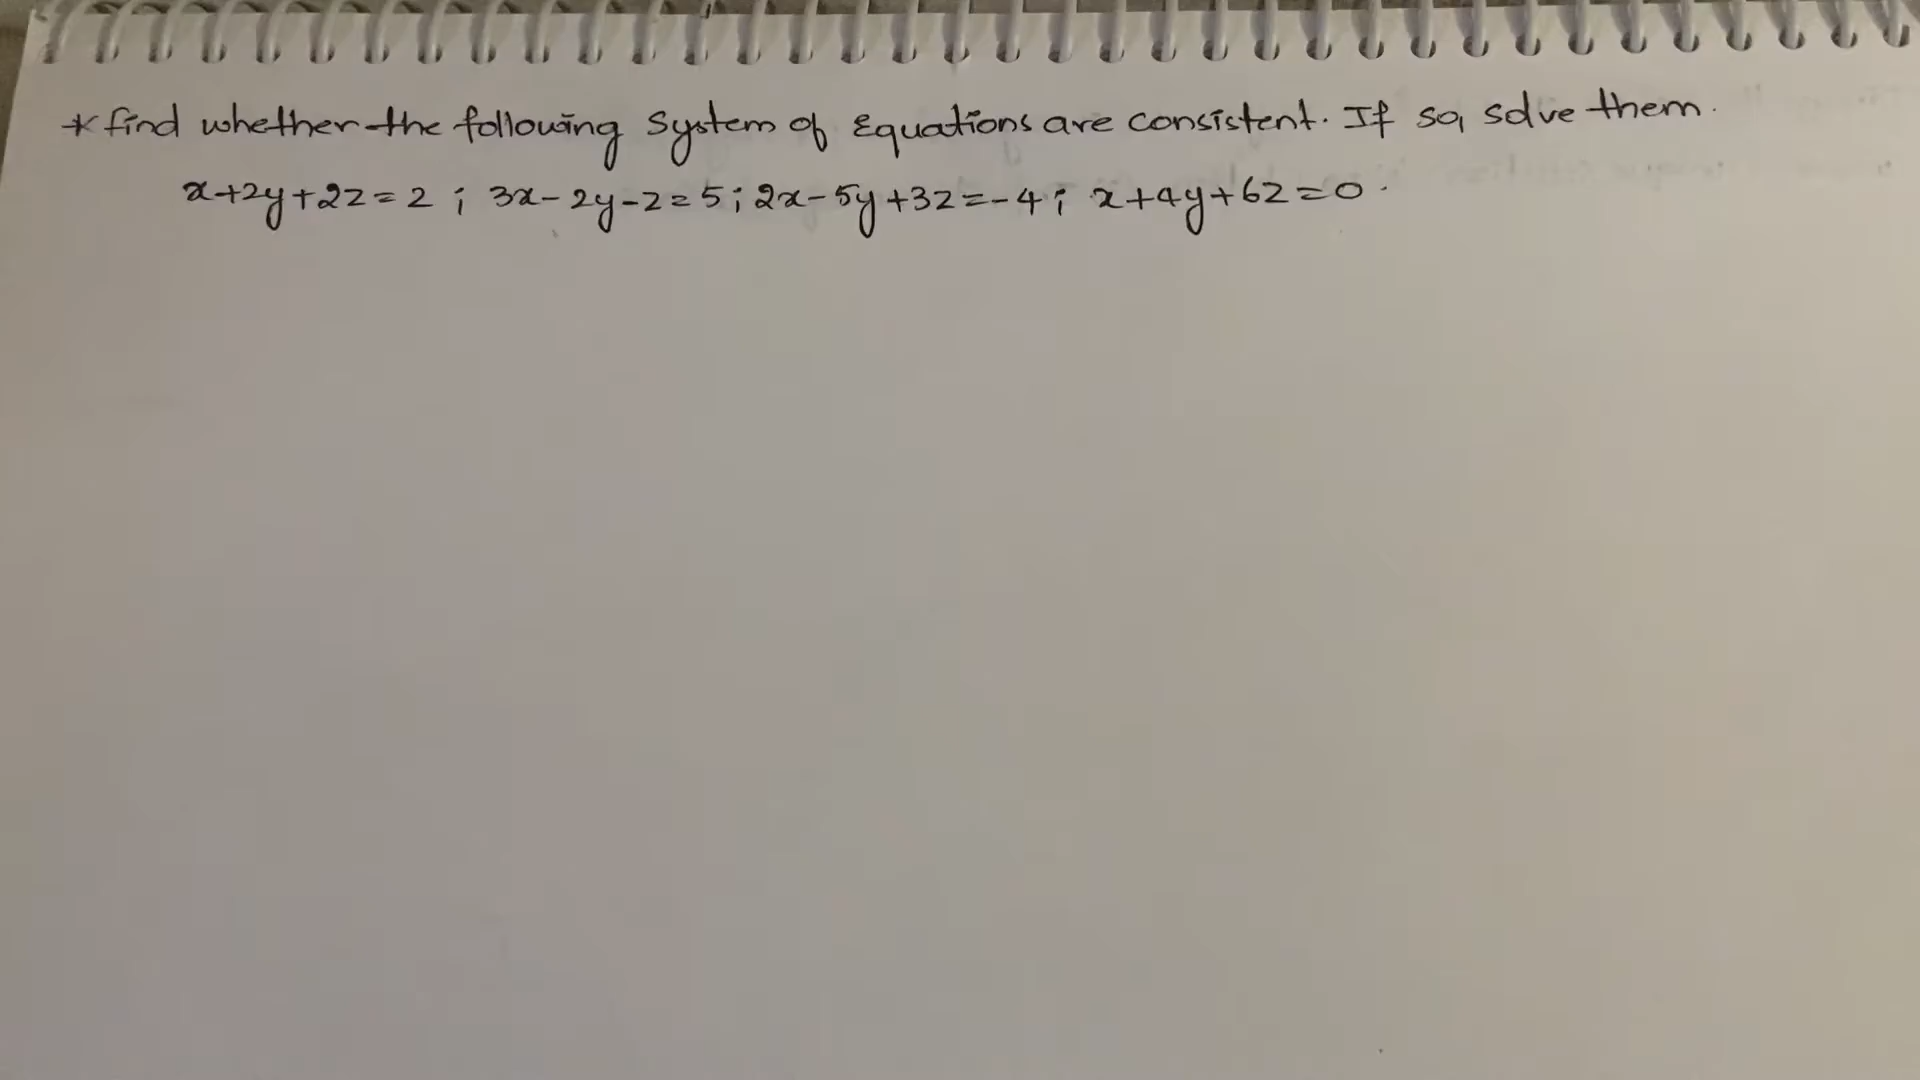 * find whether the following system of Equations are consistent. If so, solve them.
x+2y+2z=2 ; 3x-2y-z=5 ; 2x-5y+3z=-4 ; x+4y+6z=0.